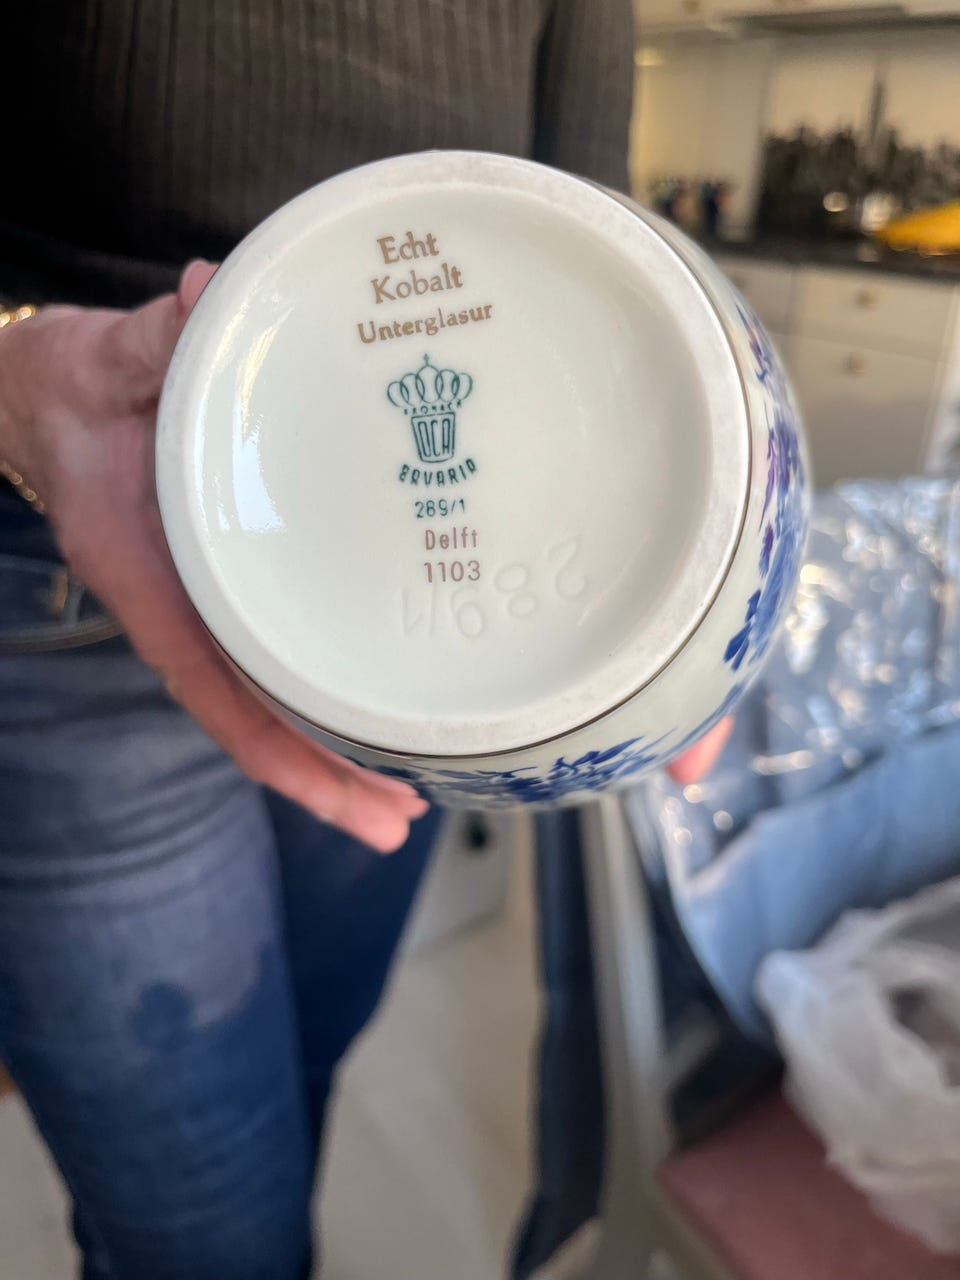 Echt
Kobalt
Unterglasur
KRONACH
OCA
BAVARIA
289/1
Delft
1103
289/1